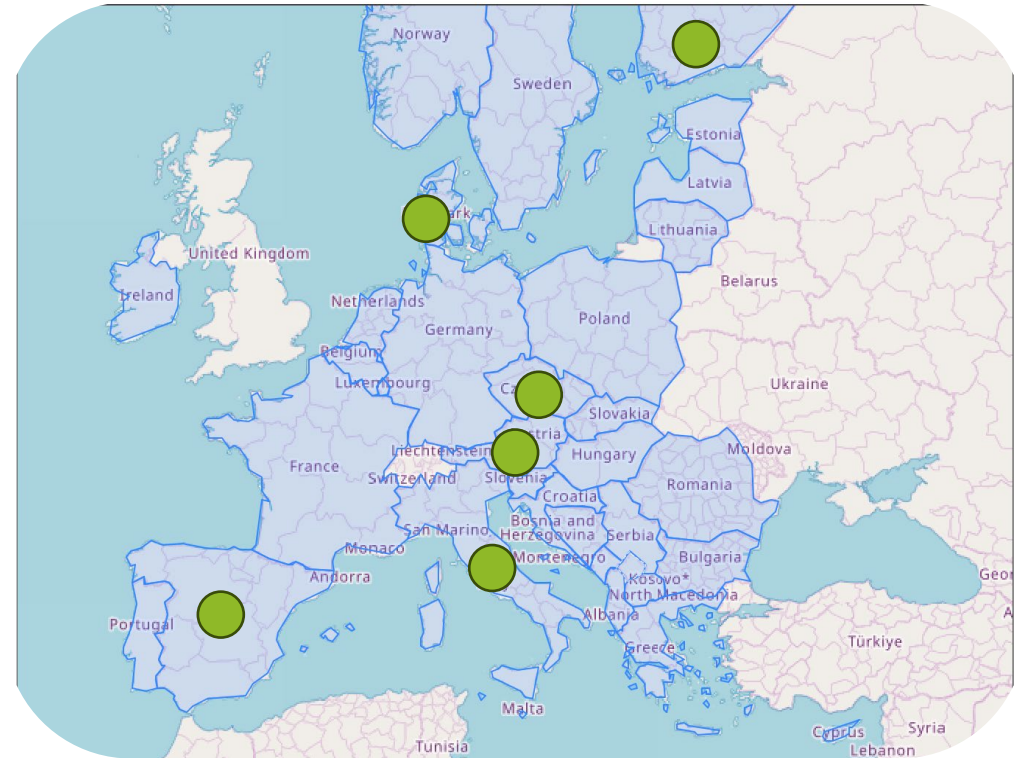 Norway
Sweden
Estonia
Latvia
Lithuania
United Kingdom
Ireland
Belarus
Netherlands
Poland
Germany
Belgium
Luxembourg
Ukraine
Slovakia
Liechtenstein
Hungary
Moldova
France
Switzerland
Slovenia
Romania
Croatia
San Marino
Bosnia and
Herzegovina
Serbia
Monaco
Montenegro
Bulgaria
Andorra
Kosovo*
North Macedonia
Portugal
Albania
Greece
Türkiye
Malta
Cyprus
Syria
Tunisia
Lebanon